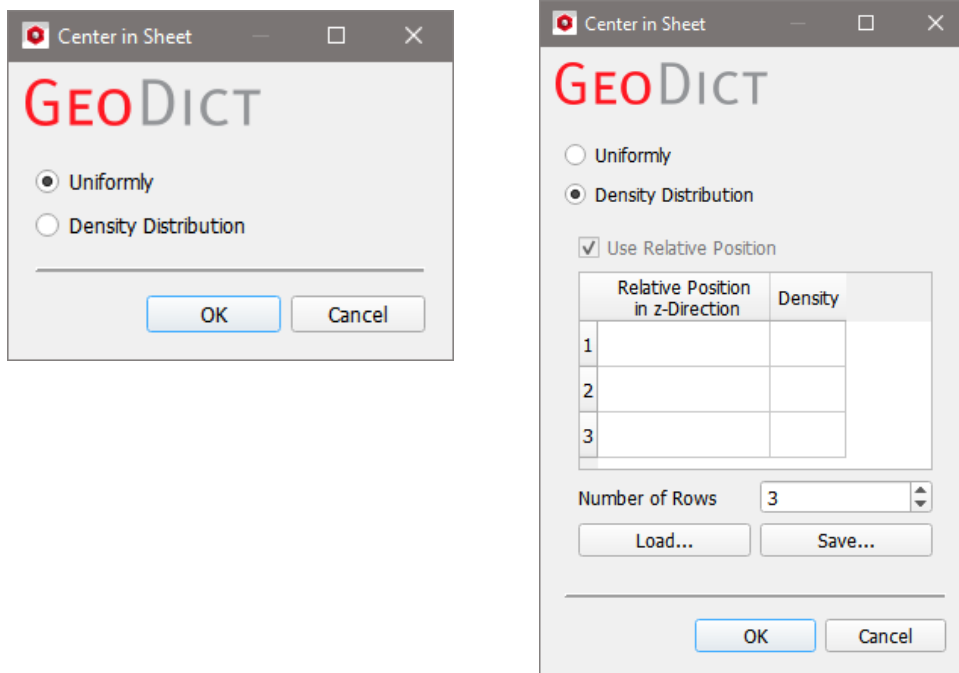 Center in Sheet
GEODICT
Uniformly
Density Distribution
OK Cancel
Center in Sheet
GEODICT
Uniformly
Density Distribution
Use Relative Position
Relative Position
in z-Direction
Density
1
2
3
Number of Rows 3
Load... Save...
OK Cancel